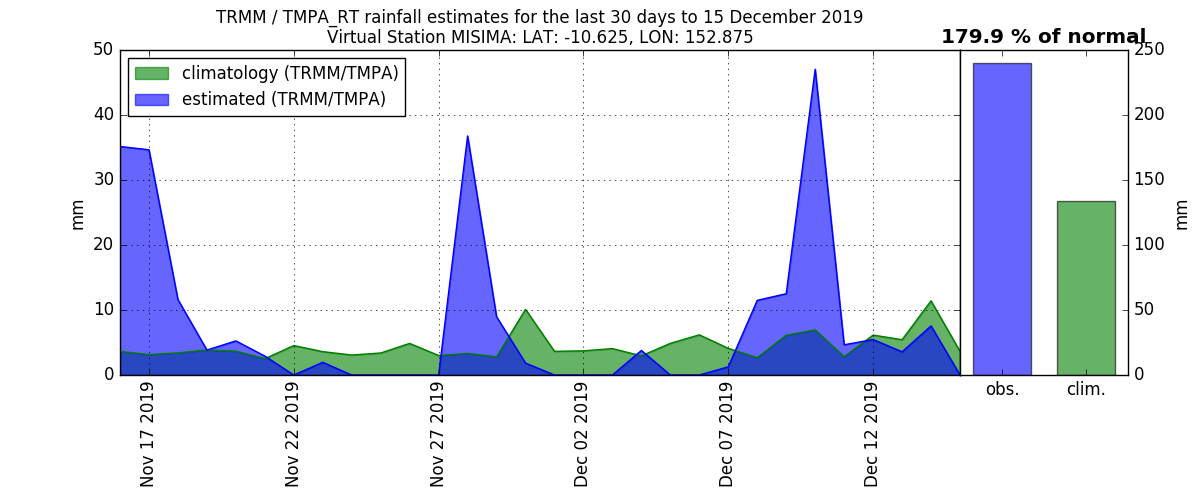 TRMM / TMPA_RT rainfall estimates for the last 30 days to 15 December 2019
Virtual Station MISIMA: LAT: -10.625, LON: 152.875
179.9 % of normal
climatology (TRMM/TMPA)
estimated (TRMM/TMPA)
50
40
30
20
10
0
mm
Nov 17 2019
Nov 22 2019
Nov 27 2019
Dec 02 2019
Dec 07 2019
Dec 12 2019
obs.
clim.
250
200
150
100
50
0
mm